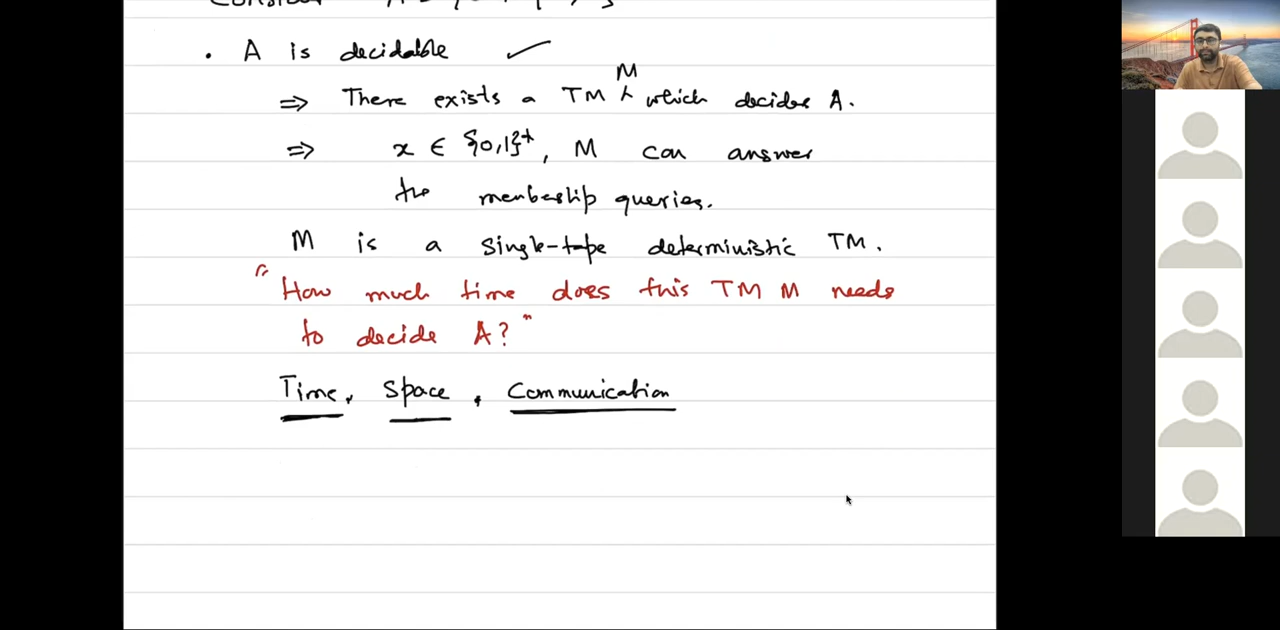 . A is decidable ✓
⇒ There exists a TM M which decides A.
⇒ x ∈ {0,1}*, M can answer
the membership queries.
M is a single-tape deterministic TM.
"How much time does this TM M needs
to decide A?"
Time, Space, Communication